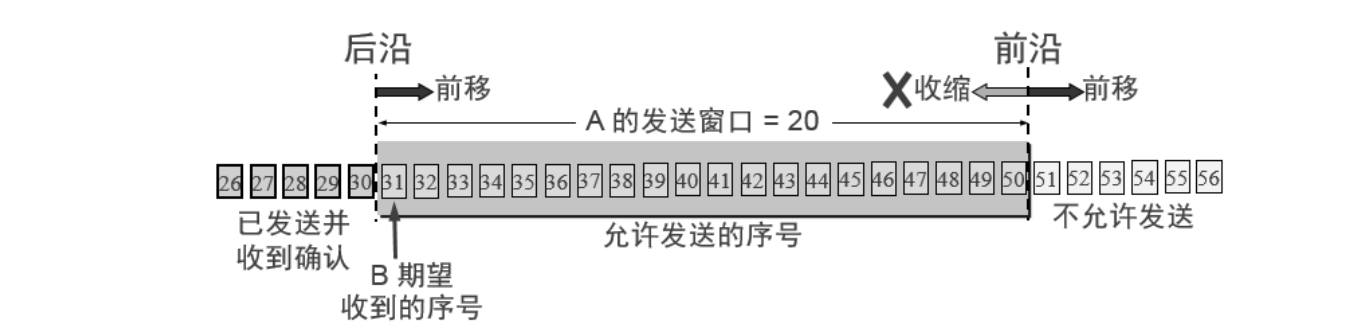 后沿
前沿
前移
收缩
前移
A 的发送窗口 = 20
26 27 28 29 30 31 32 33 34 35 36 37 38 39 40 41 42 43 44 45 46 47 48 49 50 51 52 53 54 55 56
已发送并
收到确认
允许发送的序号
不允许发送
B 期望
收到的序号